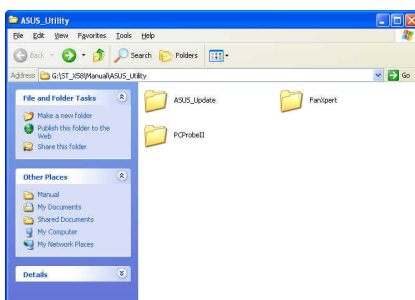 ASUS_Utility
File Edit View Favorites Tools Help
Back Search Folders
Address G:\ST_XS8\Manual\ASUS_Utility Go
File and Folder Tasks
Make a new folder
Publish this folder to the
Web
Share this folder
Other Places
Manual
My Documents
Shared Documents
My Computer
My Network Places
Details
ASUS_Update
FanXpert
PCProbeII